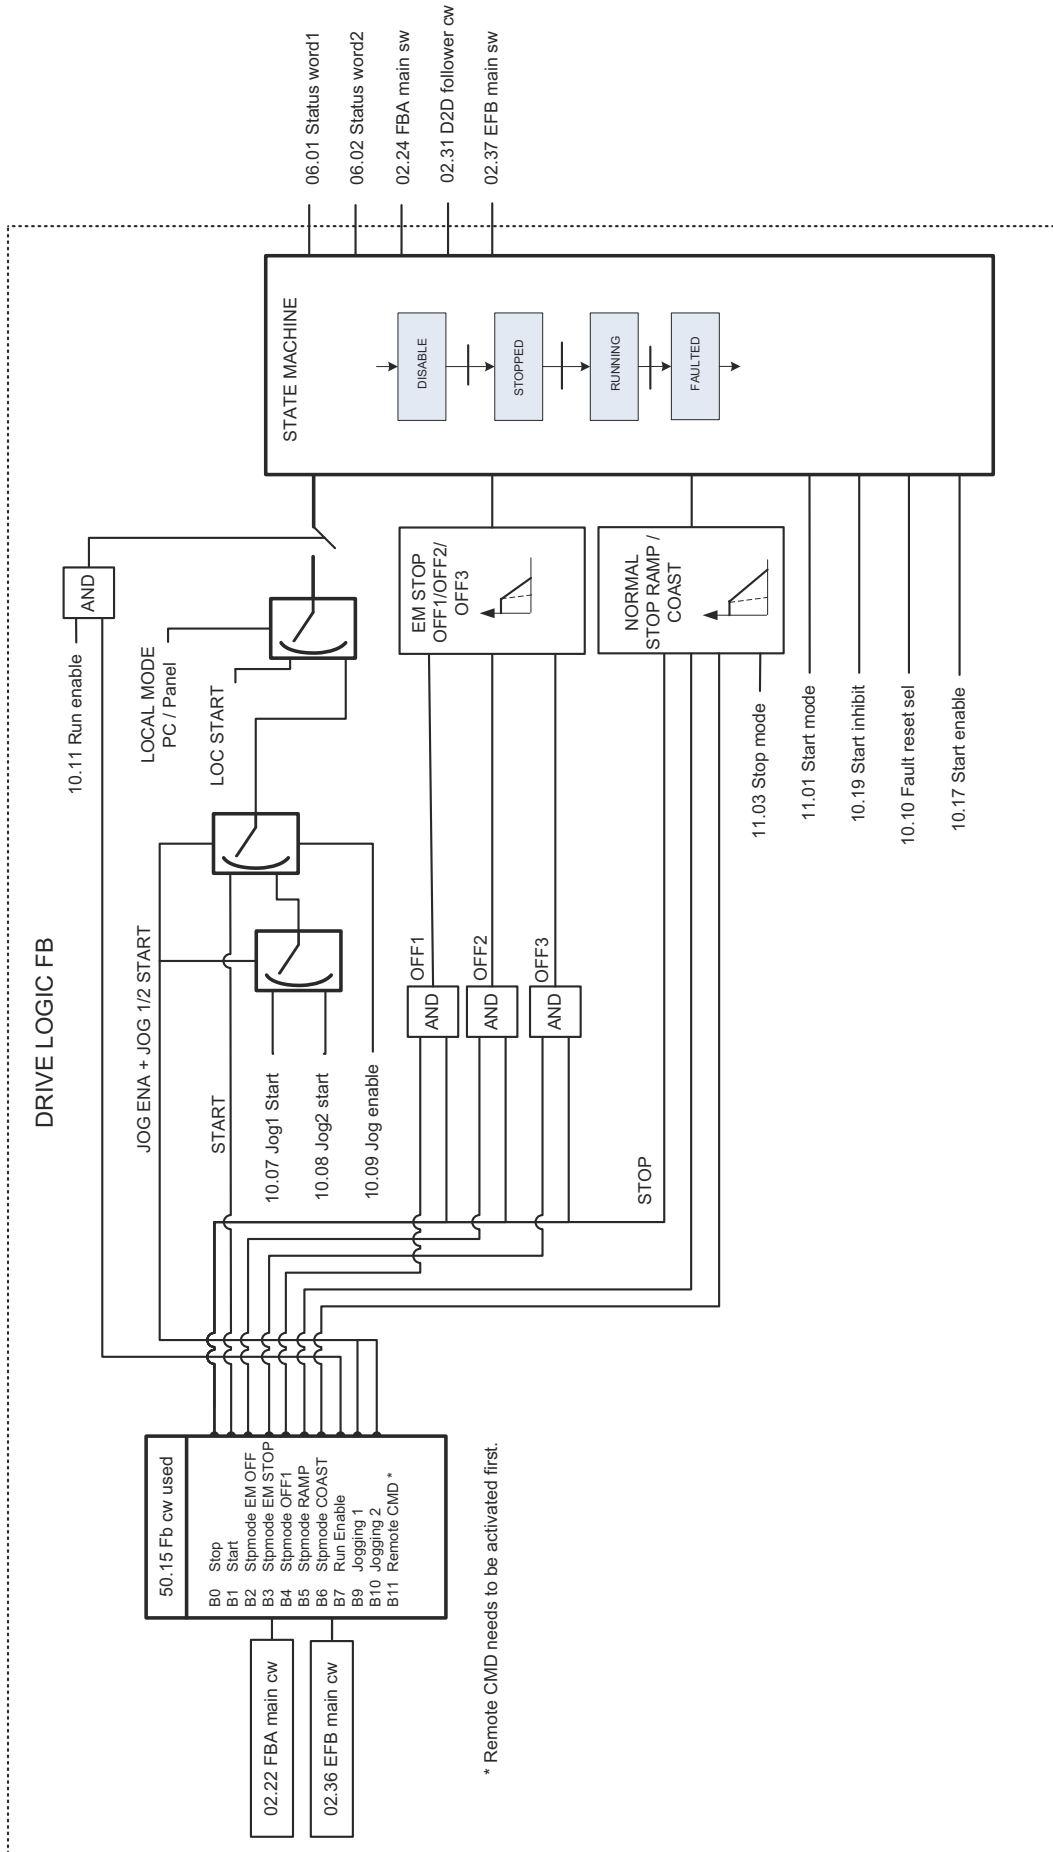 DRIVE LOGIC FB
50.15 Fb cw used
B0 Stop
B1 Start
B2 Stpmode EM OFF
B3 Stpmode EM STOP
B4 Stpmode OFF1
B5 Stpmode RAMP
B6 Stpmode COAST
B7 Run Enable
B9 Jogging 1
B10 Jogging 2
B11 Remote CMD *
02.22 FBA main cw
02.36 EFB main cw
* Remote CMD needs to be activated first.
JOG ENA + JOG 1/2 START
START
10.07 Jog1 Start
10.08 Jog2 start
10.09 Jog enable
OFF1
AND
OFF2
AND
OFF3
AND
STOP
10.11 Run enable
AND
LOCAL MODE
PC / Panel
LOC START
EM STOP
OFF1/OFF2/
OFF3
NORMAL
STOP RAMP /
COAST
11.03 Stop mode
11.01 Start mode
10.19 Start inhibit
10.10 Fault reset sel
10.17 Start enable
STATE MACHINE
DISABLE
STOPPED
RUNNING
FAULTED
06.01 Status word1
06.02 Status word2
02.24 FBA main sw
02.31 D2D follower cw
02.37 EFB main sw